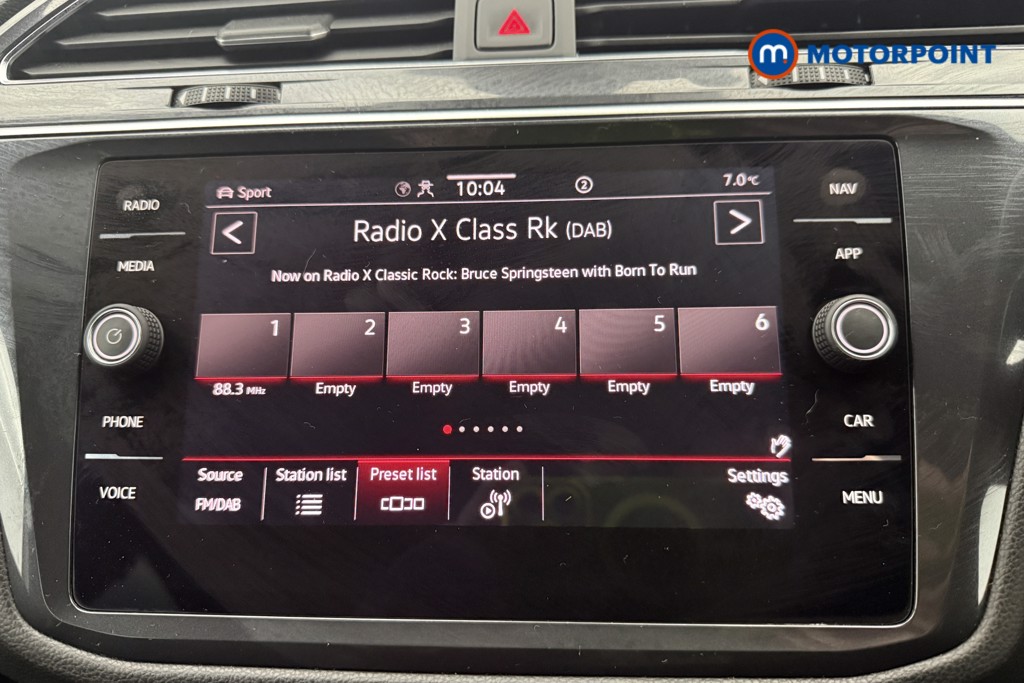 m MOTORPOINT
RADIO
MEDIA
PHONE
VOICE
Sport
10:04
2
7.0°C
Radio X Class Rk (DAB)
Now on Radio X Classic Rock: Bruce Springsteen with Born To Run
1 2 3 4 5 6
88.3 MHz Empty Empty Empty Empty Empty
Source Station list Preset list Station Settings
FM/DAB
NAV
APP
CAR
MENU